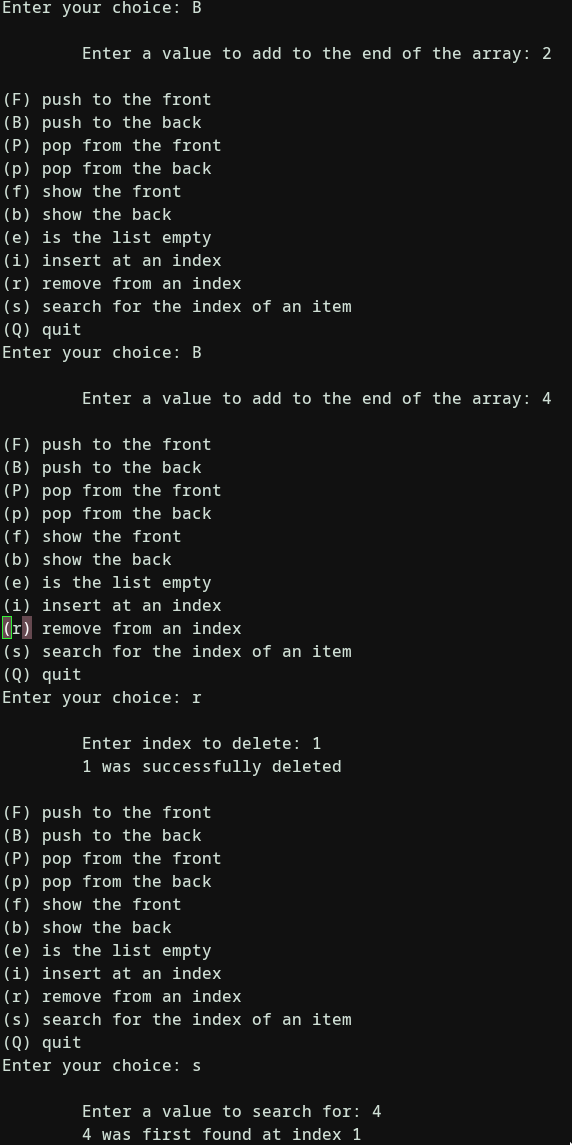 Enter your choice: B
Enter a value to add to the end of the array: 2
(F) push to the front
(B) push to the back
(P) pop from the front
(p) pop from the back
(f) show the front
(b) show the back
(e) is the list empty
(i) insert at an index
(r) remove from an index
(s) search for the index of an item
(Q) quit
Enter your choice: B
Enter a value to add to the end of the array: 4
(F) push to the front
(B) push to the back
(P) pop from the front
(p) pop from the back
(f) show the front
(b) show the back
(e) is the list empty
(i) insert at an index
(r) remove from an index
(s) search for the index of an item
(Q) quit
Enter your choice: r
Enter index to delete: 1
1 was successfully deleted
(F) push to the front
(B) push to the back
(P) pop from the front
(p) pop from the back
(f) show the front
(b) show the back
(e) is the list empty
(i) insert at an index
(r) remove from an index
(s) search for the index of an item
(Q) quit
Enter your choice: s
Enter a value to search for: 4
4 was first found at index 1